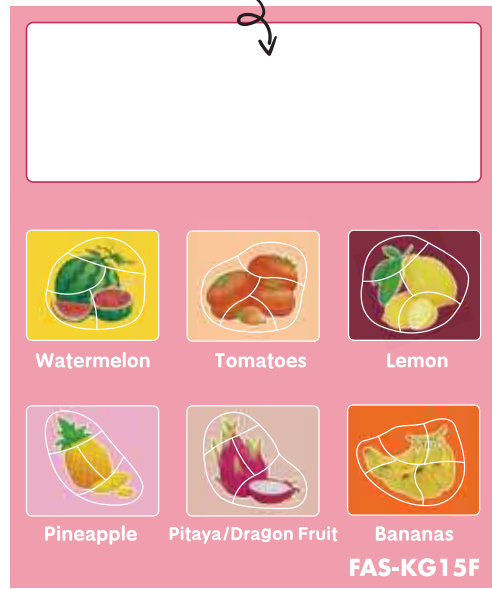 Watermelon
Tomatoes
Lemon
Pineapple
Pitaya/Dragon Fruit
Bananas
FAS-KG15F